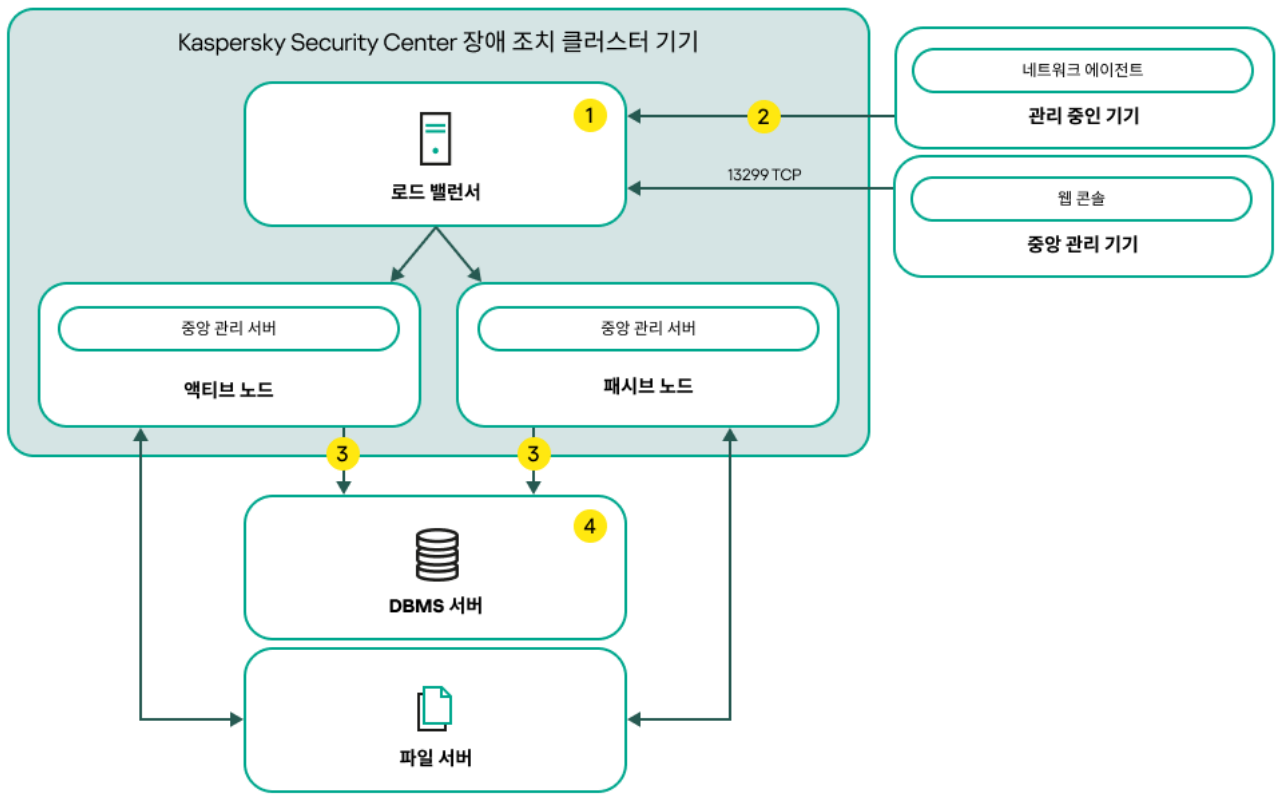 Kaspersky Security Center 장애 조치 클러스터 기기
1
로드 밸런서
2
13299 TCP
네트워크 에이전트
관리 중인 기기
웹 콘솔
중앙 관리 기기
중앙 관리 서버
액티브 노드
중앙 관리 서버
패시브 노드
3
3
4
DBMS 서버
파일 서버